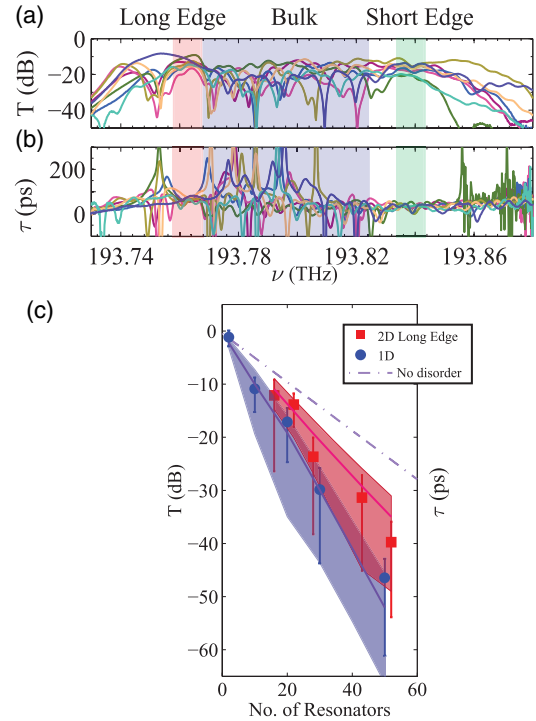 (a) Long Edge Bulk Short Edge
0
−20
−40
T (dB)
(b)
200
0
τ (ps)
193.74 193.78 193.82 193.86
ν (THz)
(c)
0
−10
−20
−30
−40
−50
−60
T (dB)
2D Long Edge
1D
No disorder
τ (ps)
0 20 40 60
No. of Resonators